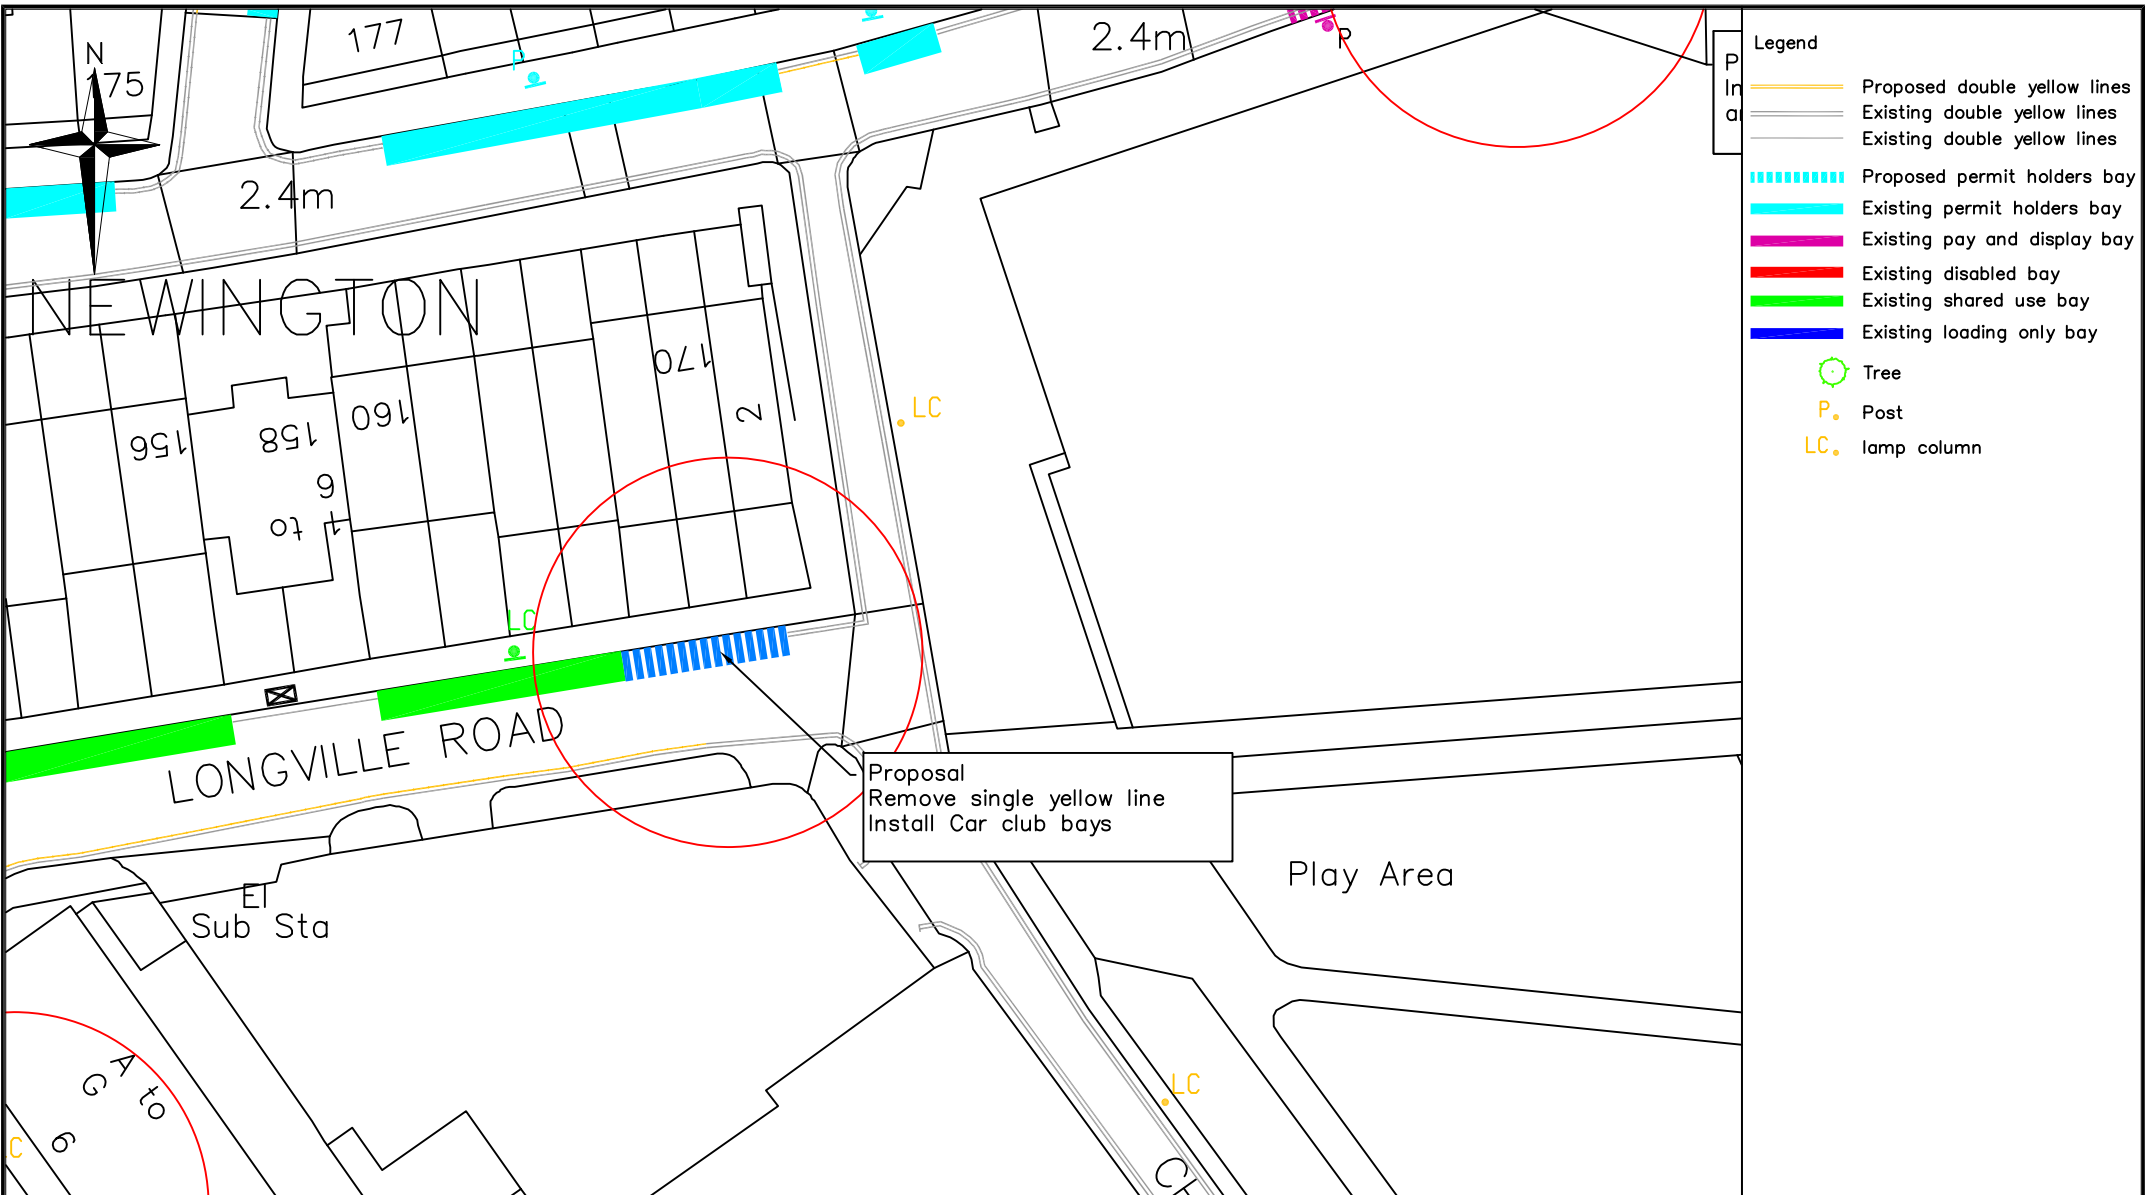 177
P
2.4m
P
N
175
2.4m
NEWINGTON
170
2
160
158
156
1 to 6
LC
LC
LONGVILLE ROAD
Proposal
Remove single yellow line
Install Car club bays
Play Area
El
Sub Sta
A to
G
6
LC
Legend
Proposed double yellow lines
Existing double yellow lines
Existing double yellow lines
Proposed permit holders bay
Existing permit holders bay
Existing pay and display bay
Existing disabled bay
Existing shared use bay
Existing loading only bay
Tree
P. Post
LC. lamp column